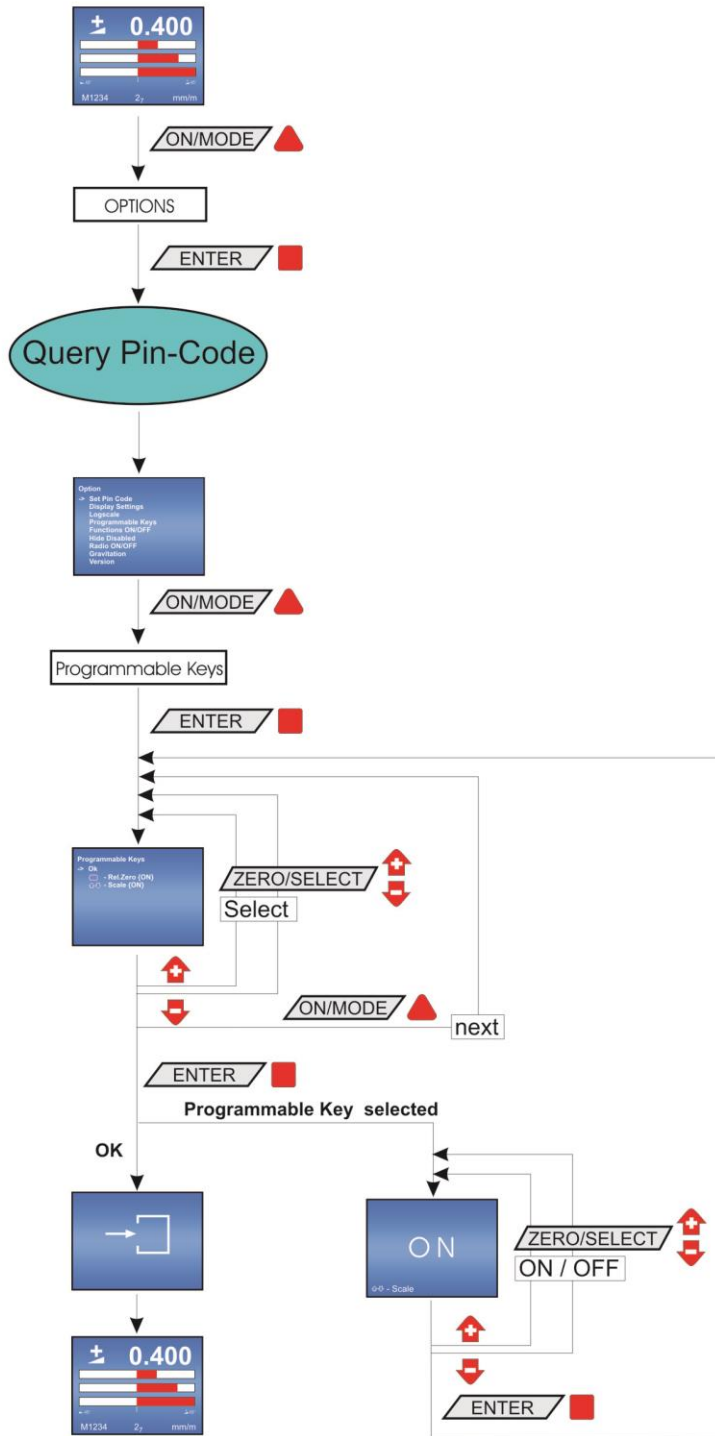 ± 0.400
M1234 2₇ mm/m
ON/MODE
OPTIONS
ENTER
Query Pin-Code
Option
-> Set Pin Code
Display Settings
Logscale
Programmable Keys
Functions ON/OFF
Hide Disabled
Radio ON/OFF
Gravitation
Version
ON/MODE
Programmable Keys
ENTER
Programmable Keys
-> Ok
- Rel.Zero (ON)
- Scale (ON)
ZERO/SELECT
Select
ON/MODE
next
ENTER
Programmable Key selected
OK
ON
- Scale
ZERO/SELECT
ON / OFF
± 0.400
M1234 2₇ mm/m
ENTER